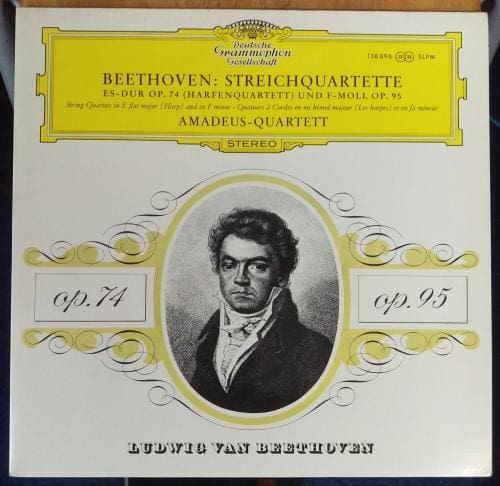 Deutsche
Grammophon
Gesellschaft
138 896 SLPM
BEETHOVEN: STREICHQUARTETTE
ES-DUR OP. 74 (HARFENQUARTETT) UND F-MOLL OP. 95
String Quartets in E flat major (Harp) and in F minor - Quatuors à Cordes en mi bémol majeur (Les harpes) et en fa mineur
AMADEUS-QUARTETT
STEREO
op. 74
op. 95
LUDWIG VAN BEETHOVEN